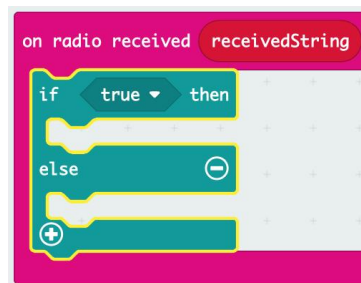 on radio received receivedString
if true then
else